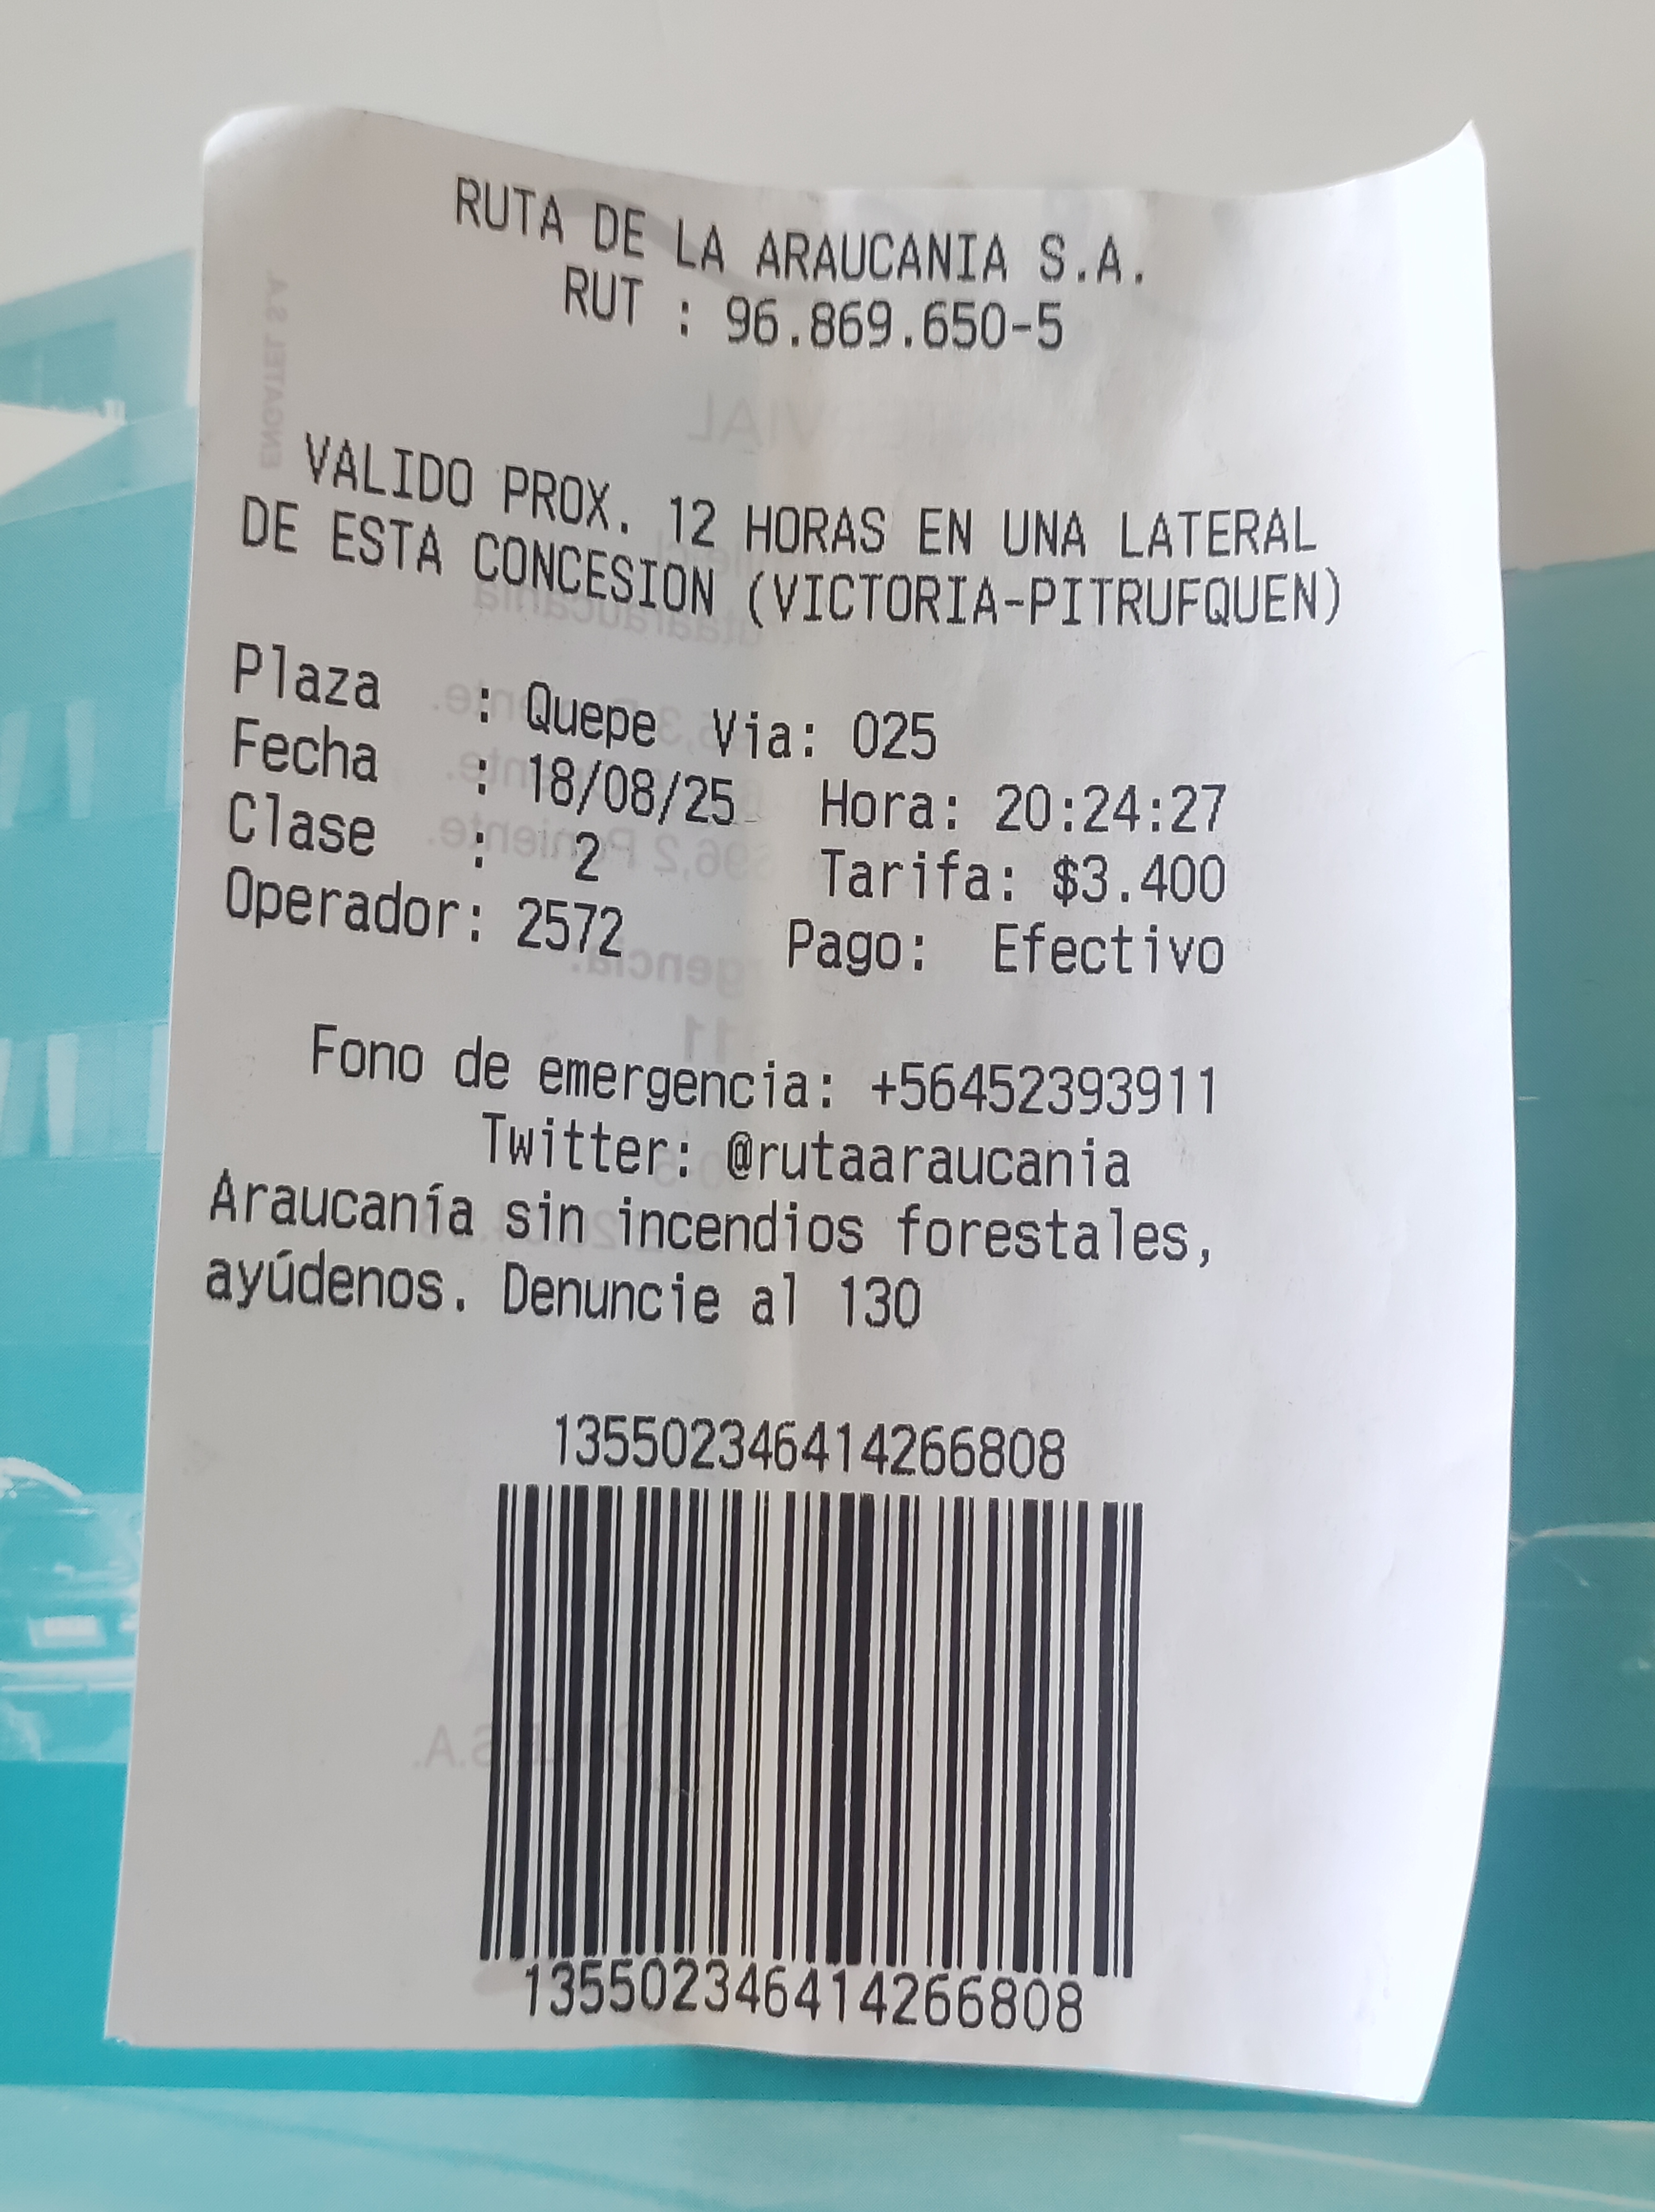 RUTA DE LA ARAUCANIA S.A.
RUT : 96.869.650-5
ENGATEL S.A.
VALIDO PROX. 12 HORAS EN UNA LATERAL
DE ESTA CONCESION (VICTORIA-PITRUFQUEN)
Plaza : Quepe Via: 025
Fecha : 18/08/25 Hora: 20:24:27
Clase : 2 Tarifa: $3.400
Operador: 2572 Pago: Efectivo
Fono de emergencia: +56452393911
Twitter: @rutaaraucania
Araucanía sin incendios forestales,
ayúdenos. Denuncie al 130
135502346414266808
135502346414266808